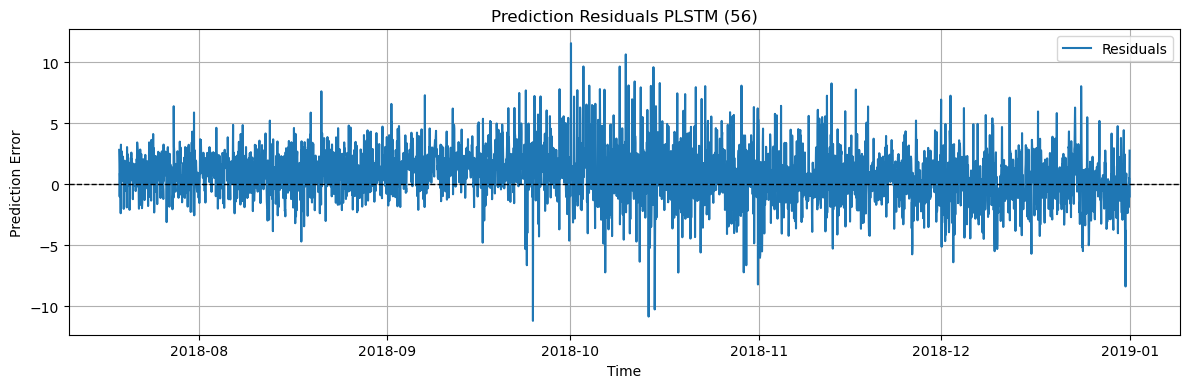 Prediction Residuals PLSTM (56)
Residuals
Prediction Error
10
5
0
−5
−10
2018-08
2018-09
2018-10
2018-11
2018-12
2019-01
Time